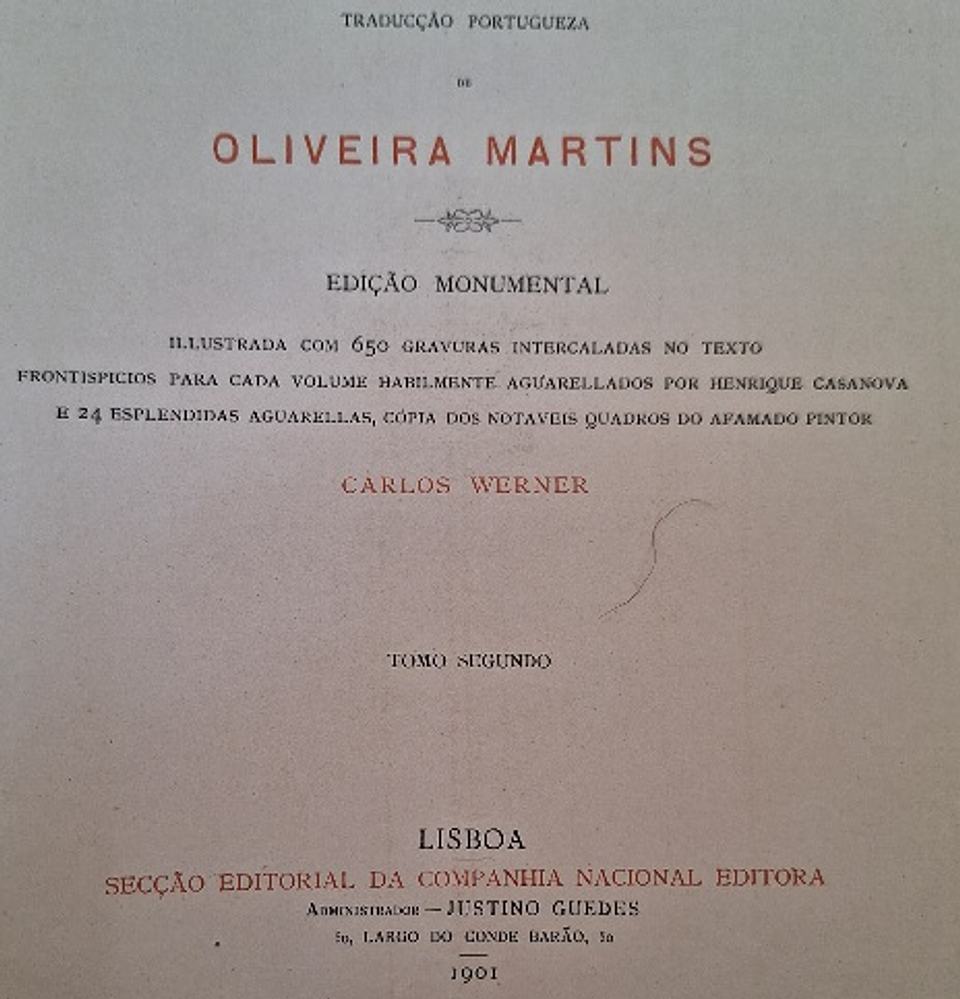 TRADUCÇÃO PORTUGUEZA
DE
OLIVEIRA MARTINS
EDIÇÃO MONUMENTAL
ILLUSTRADA COM 650 GRAVURAS INTERCALADAS NO TEXTO
FRONTISPICIOS PARA CADA VOLUME HABILMENTE AGUARELLADOS POR HENRIQUE CASANOVA
E 24 ESPLENDIDAS AGUARELLAS, CÓPIA DOS NOTAVEIS QUADROS DO AFAMADO PINTOR
CARLOS WERNER
TOMO SEGUNDO
LISBOA
SECÇÃO EDITORIAL DA COMPANHIA NACIONAL EDITORA
ADMINISTRADOR — JUSTINO GUEDES
50, LARGO DO CONDE BARÃO, 50
1901